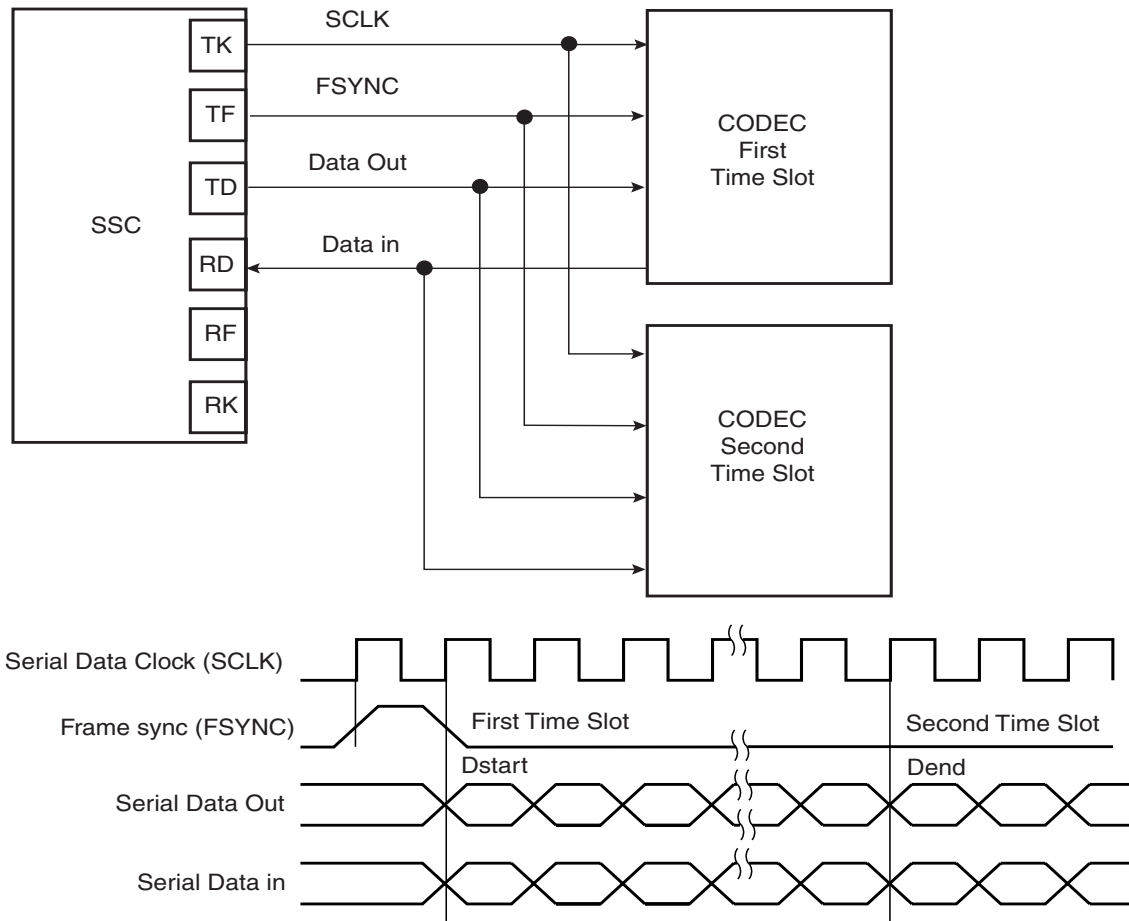 SSC
TK
TF
TD
RD
RF
RK
SCLK
FSYNC
Data Out
Data in
CODEC
First
Time Slot
CODEC
Second
Time Slot
Serial Data Clock (SCLK)
Frame sync (FSYNC)
First Time Slot
Second Time Slot
Dstart
Dend
Serial Data Out
Serial Data in